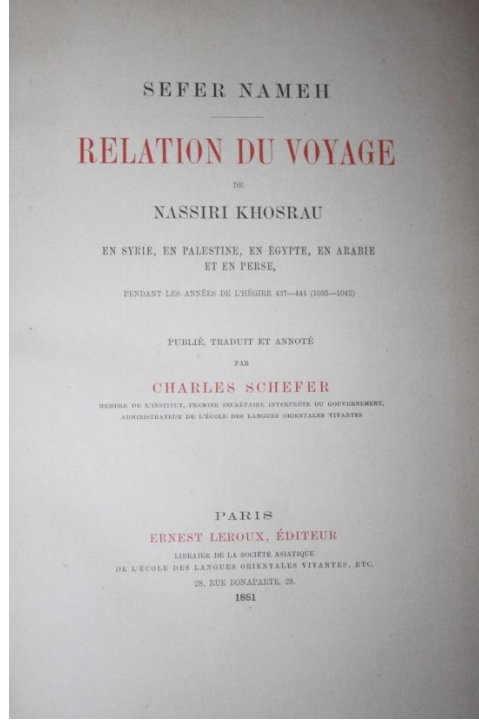 SEFER NAMEH
RELATION DU VOYAGE
DE
NASSIRI KHOSRAU
EN SYRIE, EN PALESTINE, EN ÉGYPTE, EN ARABIE
ET EN PERSE,
PENDANT LES ANNÉES DE L'HÉGIRE 437—444 (1035—1042)
PUBLIÉ, TRADUIT ET ANNOTÉ
PAR
CHARLES SCHEFER
MEMBRE DE L'INSTITUT, PREMIER SECRÉTAIRE INTERPRÈTE DU GOUVERNEMENT,
ADMINISTRATEUR DE L'ÉCOLE DES LANGUES ORIENTALES VIVANTES
PARIS
ERNEST LEROUX, ÉDITEUR
LIBRAIRE DE LA SOCIÉTÉ ASIATIQUE
DE L'ÉCOLE DES LANGUES ORIENTALES VIVANTES, ETC.
28, RUE BONAPARTE, 28.
1881